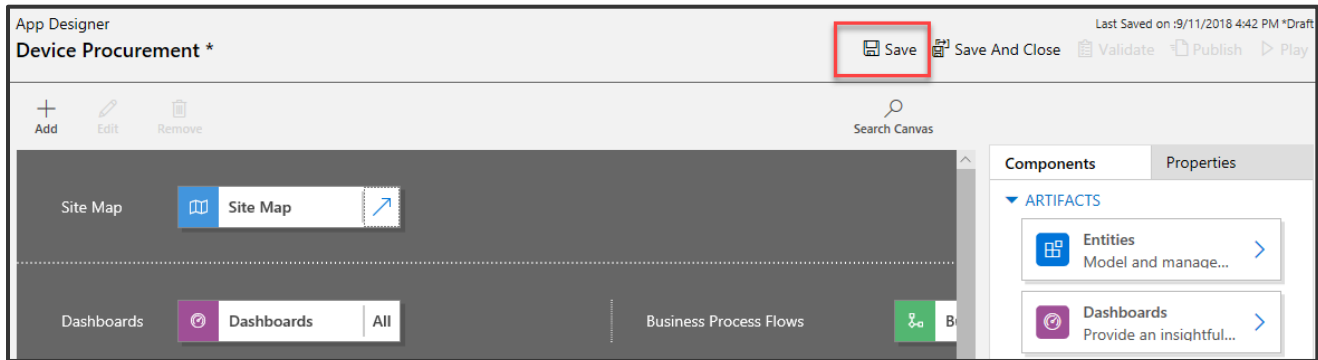 App Designer
Last Saved on :9/11/2018 4:42 PM *Draft
Device Procurement *
Save
Save And Close
Validate
Publish
Play
Add
Edit
Remove
Search Canvas
Components
Properties
Site Map
Site Map
ARTIFACTS
Entities
Model and manage...
Dashboards
Dashboards
All
Business Process Flows
B
Dashboards
Provide an insightful...